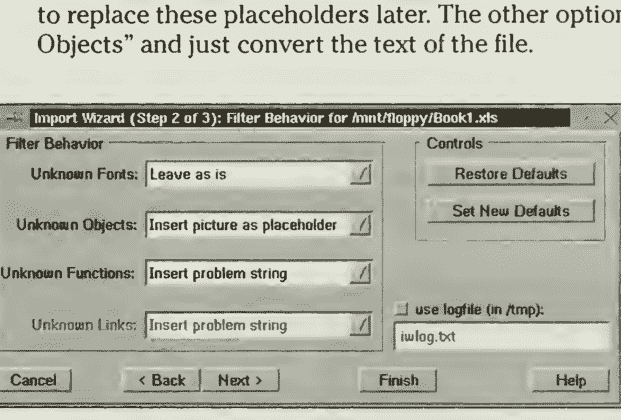 to replace these placeholders later. The other option
Objects” and just convert the text of the file.
Import Wizard (Step 2 of 3): Filter Behavior for /mnt/floppy/Book1.xls
Filter Behavior
Controls
Unknown Fonts: Leave as is
Restore Defaults
Unknown Objects: Insert picture as placeholder
Set New Defaults
Unknown Functions: Insert problem string
use logfile (in /tmp):
Unknown Links: Insert problem string
iwlog.txt
Cancel < Back Next > Finish Help